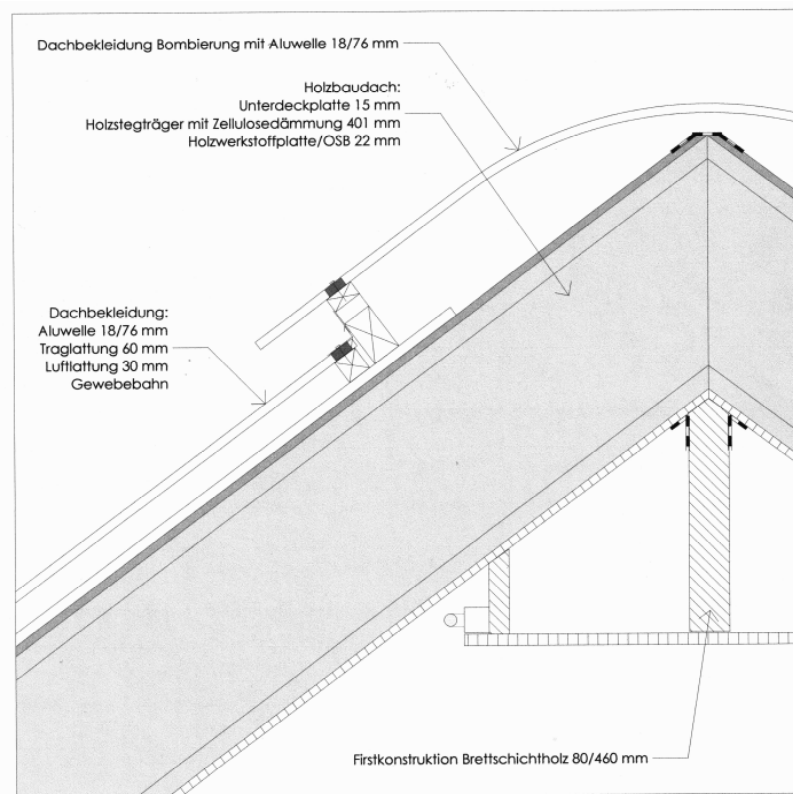 Dachbekleidung Bombierung mit Aluwelle 18/76 mm
Holzbaudach:
Unterdeckplatte 15 mm
Holzstegträger mit Zellulosedämmung 401 mm
Holzwerkstoffplatte/OSB 22 mm
Dachbekleidung:
Aluwelle 18/76 mm
Traglattung 60 mm
Luftlattung 30 mm
Gewebebahn
Firstkonstruktion Brettschichtholz 80/460 mm